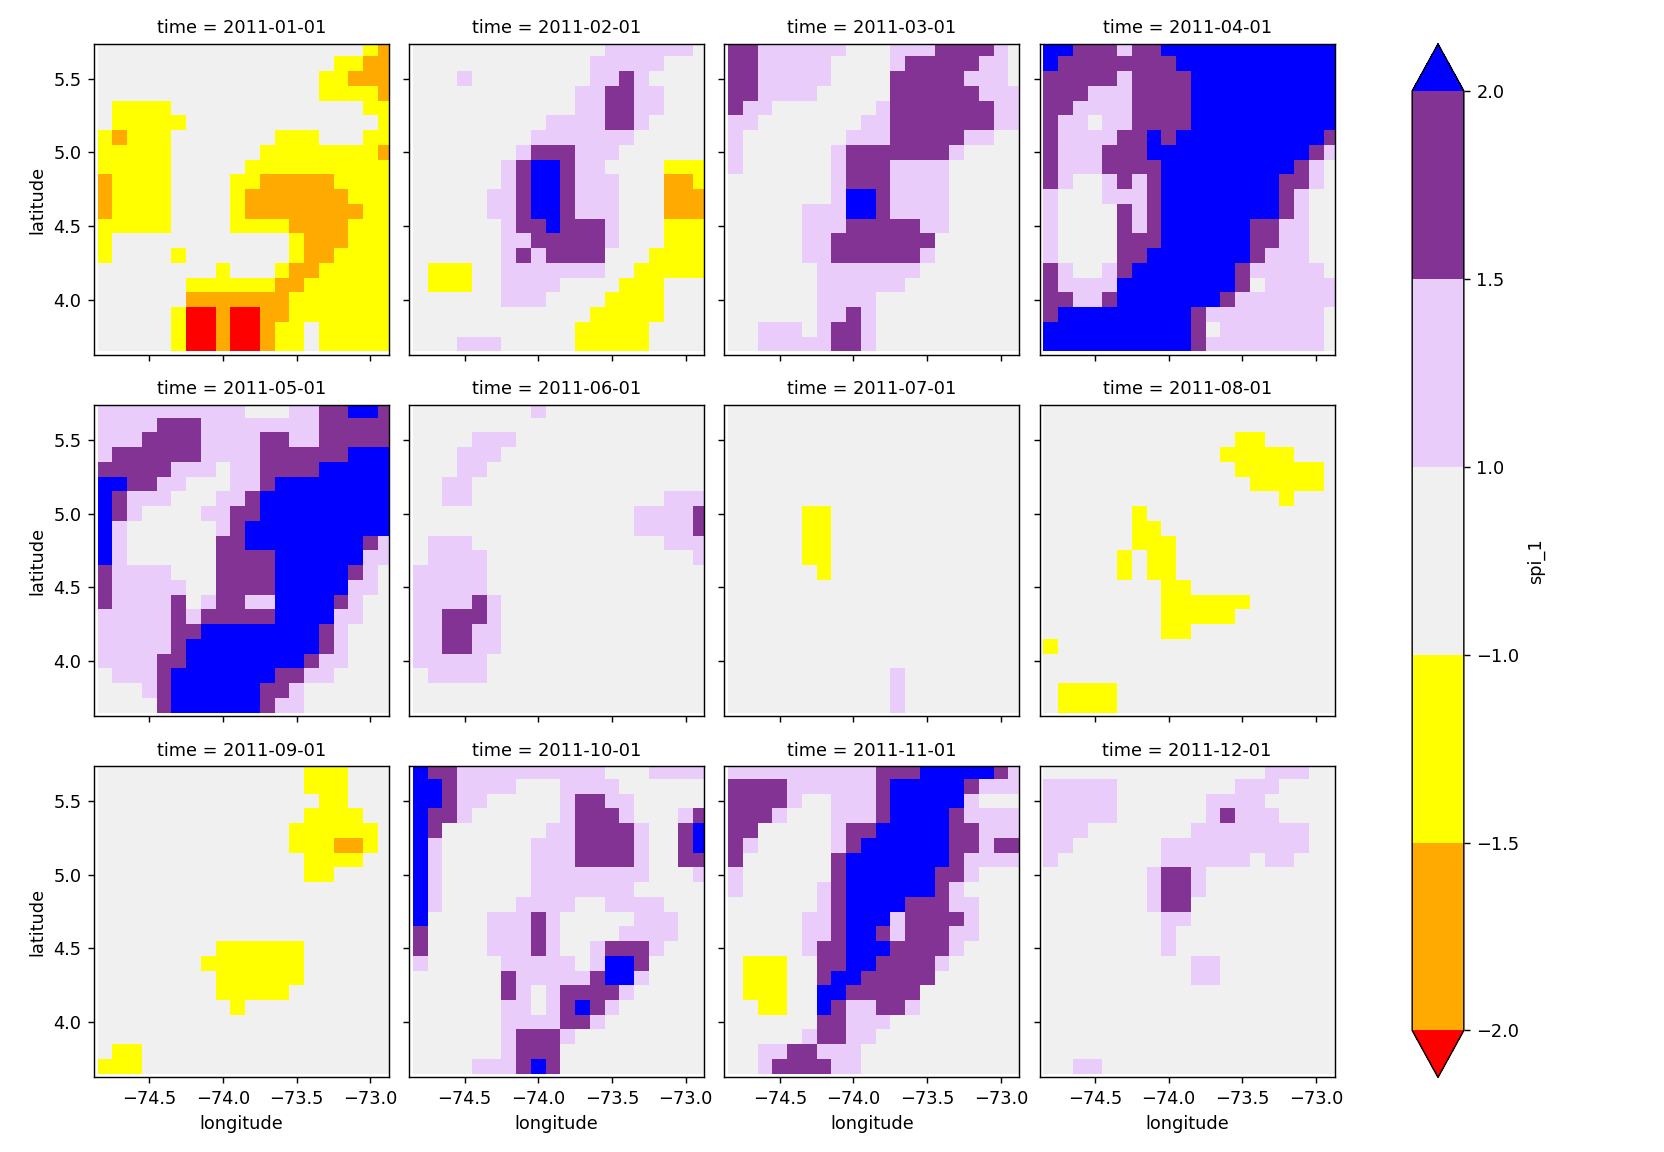 time = 2011-01-01
time = 2011-02-01
time = 2011-03-01
time = 2011-04-01
5.5
5.0
4.5
4.0
latitude
time = 2011-05-01
time = 2011-06-01
time = 2011-07-01
time = 2011-08-01
5.5
5.0
4.5
4.0
latitude
time = 2011-09-01
time = 2011-10-01
time = 2011-11-01
time = 2011-12-01
5.5
5.0
4.5
4.0
latitude
−74.5 −74.0 −73.5 −73.0
longitude
−74.5 −74.0 −73.5 −73.0
longitude
−74.5 −74.0 −73.5 −73.0
longitude
−74.5 −74.0 −73.5 −73.0
longitude
2.0
1.5
1.0
−1.0
−1.5
−2.0
spi_1